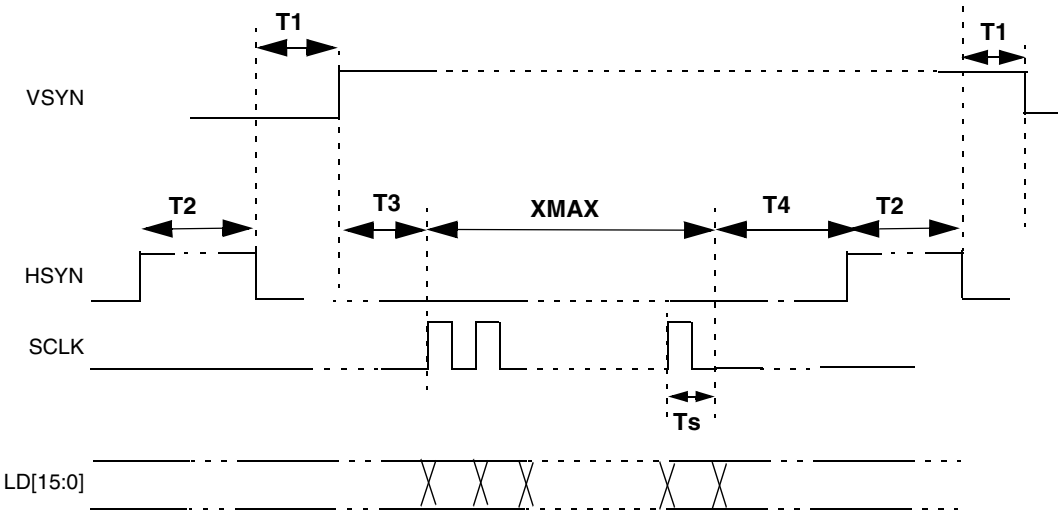 T1
T1
VSYN
T2
T3
XMAX
T4
T2
HSYN
SCLK
Ts
LD[15:0]